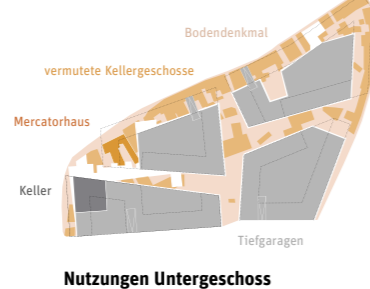 Bodendenkmal
vermutete Kellergeschosse
Mercatorhaus
Keller
Tiefgaragen
Nutzungen Untergeschoss